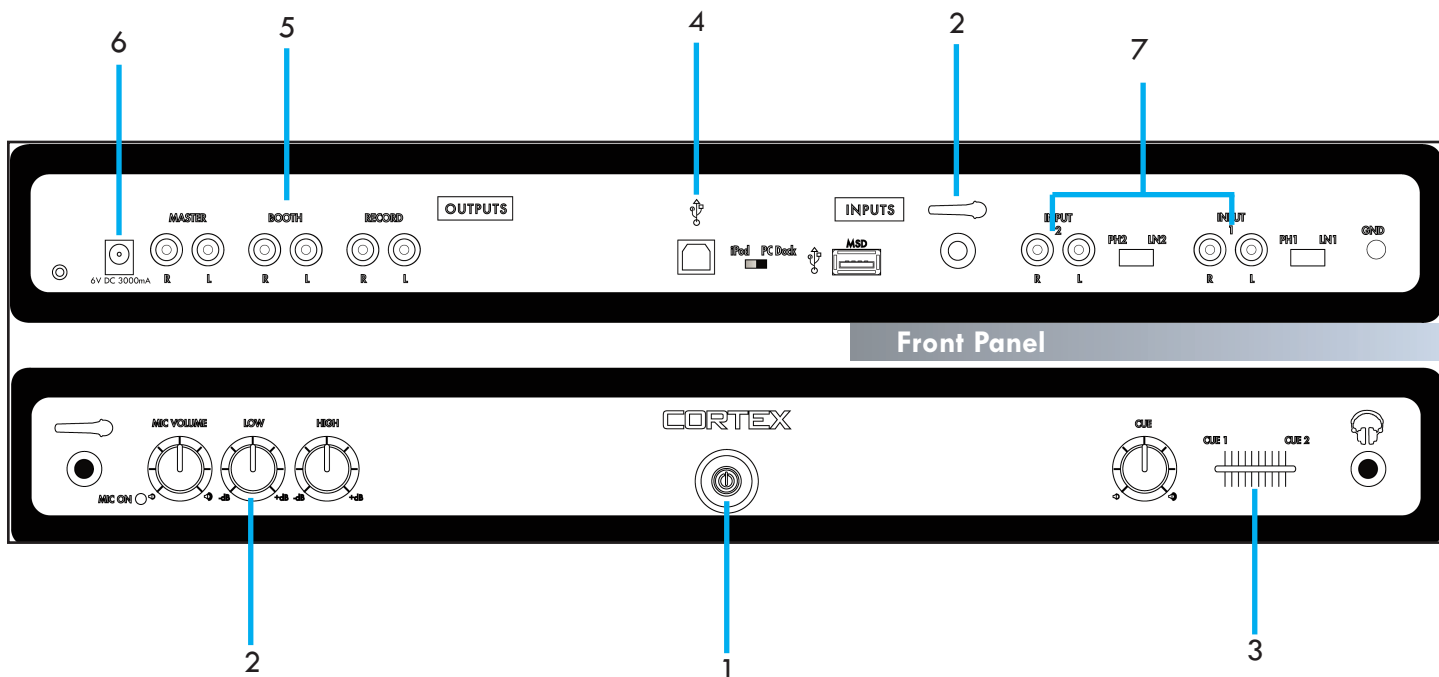 6
5
4
2
7
MASTER
BOOTH
RECORD
OUTPUTS
INPUTS
INPUT
2
INPUT
1
PH2 LN2
PH1 LN1
GND
iPod PC Dock
MSD
6V DC 3000mA
R L
R L
R L
R L
R L
Front Panel
MIC VOLUME
LOW
HIGH
CORTEX
CUE
CUE 1
CUE 2
MIC ON
-dB +dB
-dB +dB
2
1
3